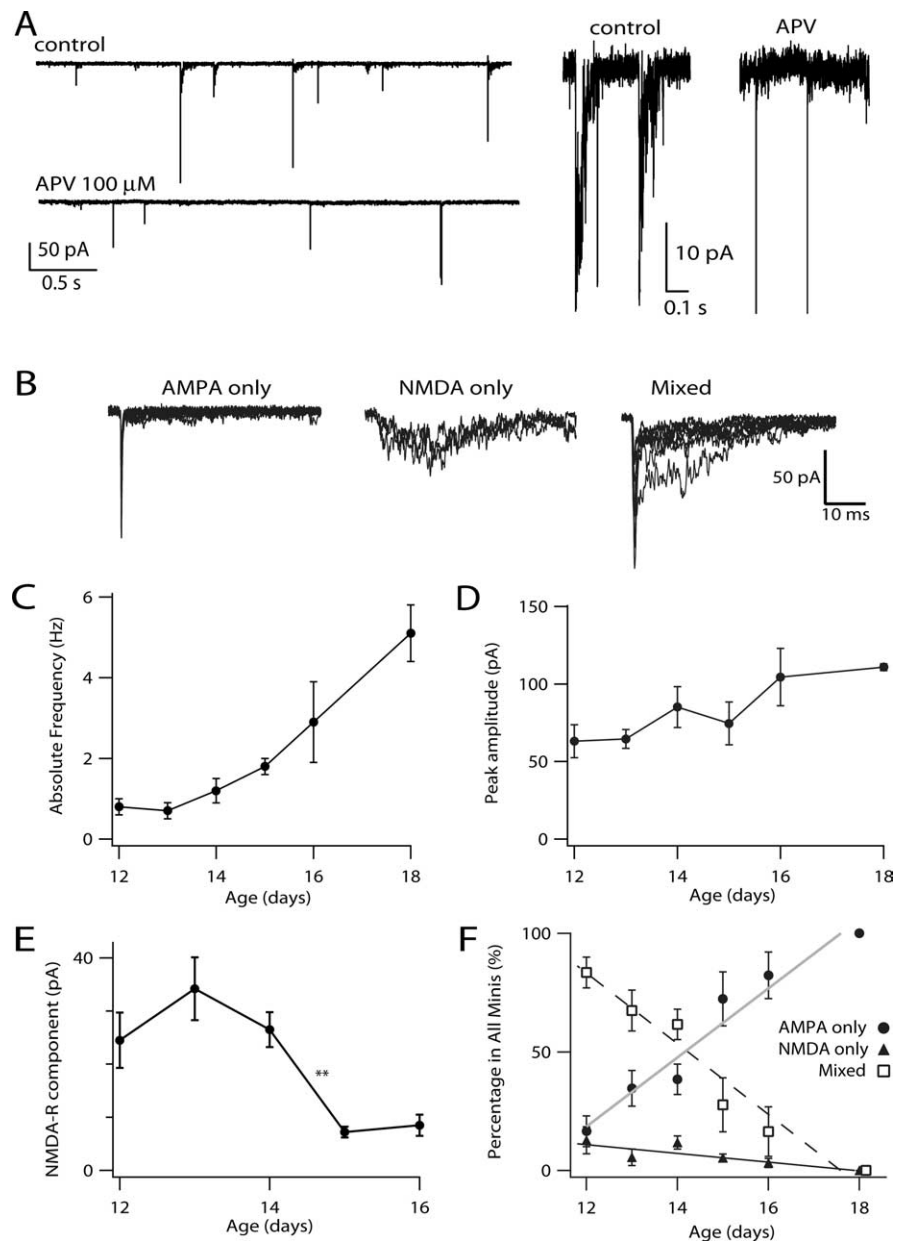 A
control
control
APV
APV 100 μM
50 pA
0.5 s
10 pA
0.1 s
B
AMPA only
NMDA only
Mixed
50 pA
10 ms
C
Absolute Frequency (Hz)
6
4
2
0
12
14
16
18
Age (days)
D
Peak amplitude (pA)
150
100
50
0
12
14
16
18
Age (days)
E
NMDA-R component (pA)
40
0
**
12
14
16
Age (days)
F
Percentage in All Minis (%)
100
50
0
AMPA only
NMDA only
Mixed
12
14
16
18
Age (days)